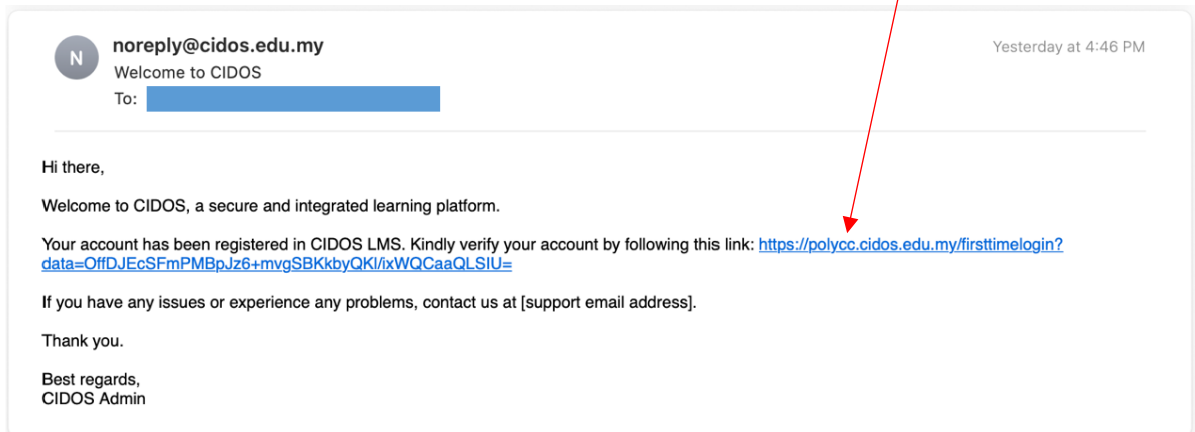 N
noreply@cidos.edu.my
Yesterday at 4:46 PM
Welcome to CIDOS
To:
Hi there,
Welcome to CIDOS, a secure and integrated learning platform.
Your account has been registered in CIDOS LMS. Kindly verify your account by following this link: https://polycc.cidos.edu.my/firsttimelogin?
data=OffDJEcSFmPMBpJz6+mvgSBKkbyQKl/ixWQCaaQLSIU=
If you have any issues or experience any problems, contact us at [support email address].
Thank you.
Best regards,
CIDOS Admin